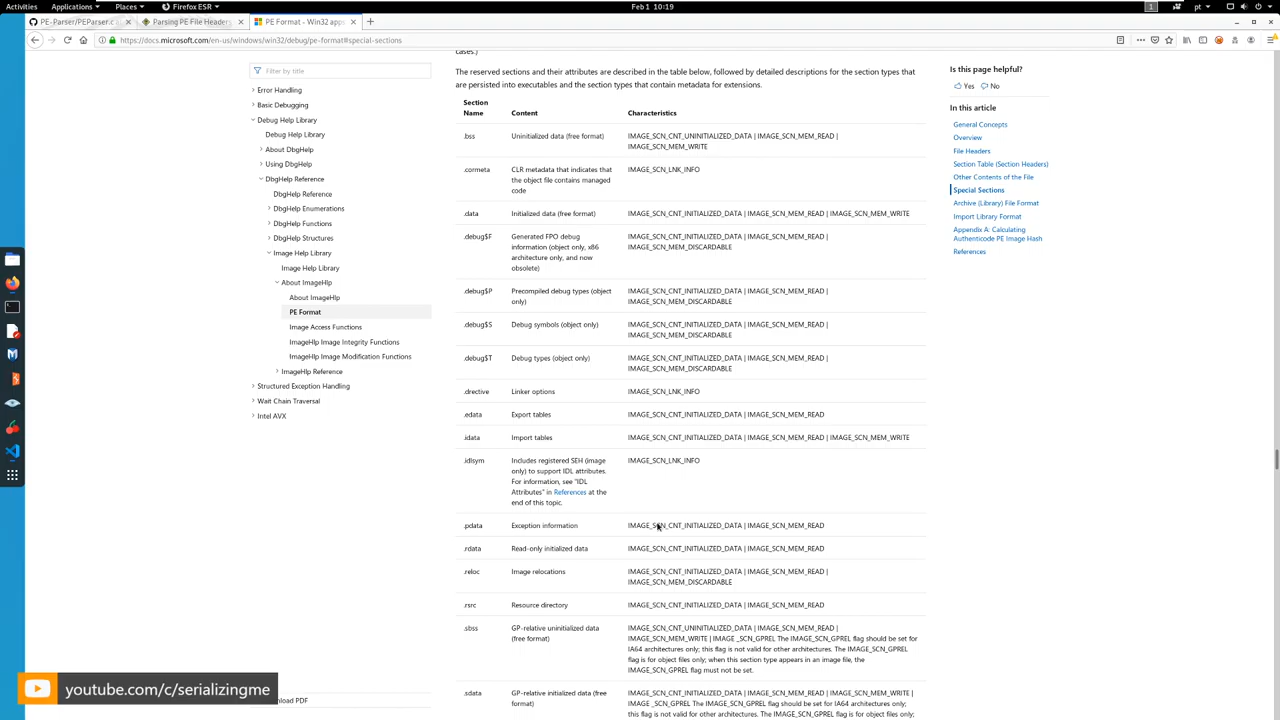 Activities
Applications
Places
Firefox ESR
Feb 1 10:19
1
pt
PE-Parser/PEParser.c a
Parsing PE File Headers
PE Format - Win32 apps
https://docs.microsoft.com/en-us/windows/win32/debug/pe-format#special-sections
Filter by title
Error Handling
Basic Debugging
Debug Help Library
Debug Help Library
About DbgHelp
Using DbgHelp
DbgHelp Reference
DbgHelp Reference
DbgHelp Enumerations
DbgHelp Functions
DbgHelp Structures
Image Help Library
Image Help Library
About ImageHlp
About ImageHlp
PE Format
Image Access Functions
ImageHlp Image Integrity Functions
ImageHlp Image Modification Functions
ImageHlp Reference
Structured Exception Handling
Wait Chain Traversal
Intel AVX
nload PDF
cases.)
The reserved sections and their attributes are described in the table below, followed by detailed descriptions for the section types that
are persisted into executables and the section types that contain metadata for extensions.
Section
Name Content Characteristics
.bss Uninitialized data (free format) IMAGE_SCN_CNT_UNINITIALIZED_DATA | IMAGE_SCN_MEM_READ |
IMAGE_SCN_MEM_WRITE
.cormeta CLR metadata that indicates that IMAGE_SCN_LNK_INFO
the object file contains managed
code
.data Initialized data (free format) IMAGE_SCN_CNT_INITIALIZED_DATA | IMAGE_SCN_MEM_READ | IMAGE_SCN_MEM_WRITE
.debug$F Generated FPO debug IMAGE_SCN_CNT_INITIALIZED_DATA | IMAGE_SCN_MEM_READ |
information (object only, x86 IMAGE_SCN_MEM_DISCARDABLE
architecture only, and now
obsolete)
.debug$P Precompiled debug types (object IMAGE_SCN_CNT_INITIALIZED_DATA | IMAGE_SCN_MEM_READ |
only) IMAGE_SCN_MEM_DISCARDABLE
.debug$S Debug symbols (object only) IMAGE_SCN_CNT_INITIALIZED_DATA | IMAGE_SCN_MEM_READ |
IMAGE_SCN_MEM_DISCARDABLE
.debug$T Debug types (object only) IMAGE_SCN_CNT_INITIALIZED_DATA | IMAGE_SCN_MEM_READ |
IMAGE_SCN_MEM_DISCARDABLE
.drective Linker options IMAGE_SCN_LNK_INFO
.edata Export tables IMAGE_SCN_CNT_INITIALIZED_DATA | IMAGE_SCN_MEM_READ
.idata Import tables IMAGE_SCN_CNT_INITIALIZED_DATA | IMAGE_SCN_MEM_READ | IMAGE_SCN_MEM_WRITE
.idlsym Includes registered SEH (image IMAGE_SCN_LNK_INFO
only) to support IDL attributes.
For information, see "IDL
Attributes" in References at the
end of this topic.
.pdata Exception information IMAGE_SCN_CNT_INITIALIZED_DATA | IMAGE_SCN_MEM_READ
.rdata Read-only initialized data IMAGE_SCN_CNT_INITIALIZED_DATA | IMAGE_SCN_MEM_READ
.reloc Image relocations IMAGE_SCN_CNT_INITIALIZED_DATA | IMAGE_SCN_MEM_READ |
IMAGE_SCN_MEM_DISCARDABLE
.rsrc Resource directory IMAGE_SCN_CNT_INITIALIZED_DATA | IMAGE_SCN_MEM_READ
.sbss GP-relative uninitialized data IMAGE_SCN_CNT_UNINITIALIZED_DATA | IMAGE_SCN_MEM_READ |
(free format) IMAGE_SCN_MEM_WRITE | IMAGE _SCN_GPREL The IMAGE_SCN_GPREL flag should be set for
IA64 architectures only; this flag is not valid for other architectures. The IMAGE_SCN_GPREL
flag is for object files only; when this section type appears in an image file, the
IMAGE_SCN_GPREL flag must not be set.
.sdata GP-relative initialized data (free IMAGE_SCN_CNT_INITIALIZED_DATA | IMAGE_SCN_MEM_READ | IMAGE_SCN_MEM_WRITE |
format) IMAGE _SCN_GPREL The IMAGE_SCN_GPREL flag should be set for IA64 architectures only;
this flag is not valid for other architectures. The IMAGE_SCN_GPREL flag is for object files only;
Is this page helpful?
Yes No
In this article
General Concepts
Overview
File Headers
Section Table (Section Headers)
Other Contents of the File
Special Sections
Archive (Library) File Format
Import Library Format
Appendix A: Calculating
Authenticode PE Image Hash
References
youtube.com/c/serializingme